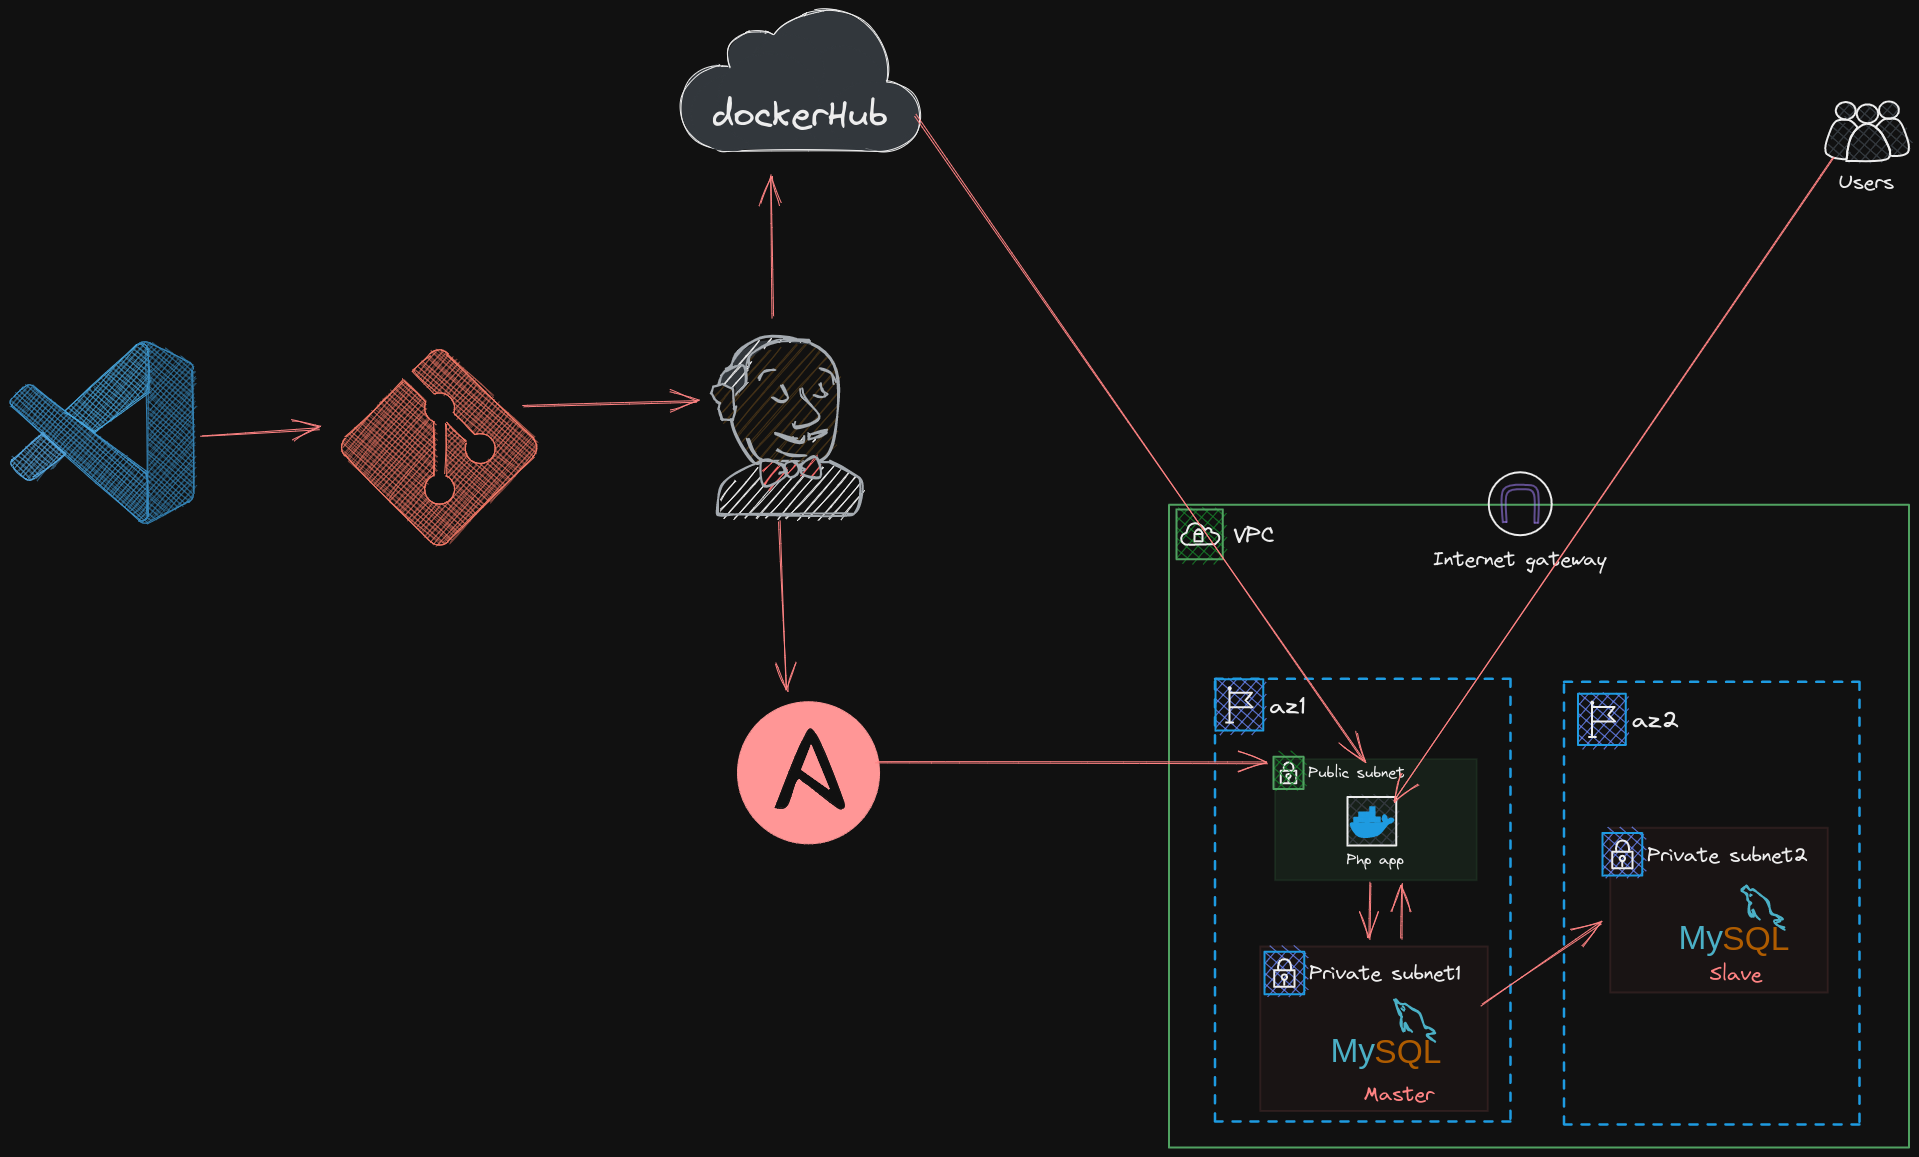 dockerHub
Users
VPC
Internet gateway
az1
az2
Public subnet
Php app
Private subnet2
MySQL
Slave
Private subnet1
MySQL
Master